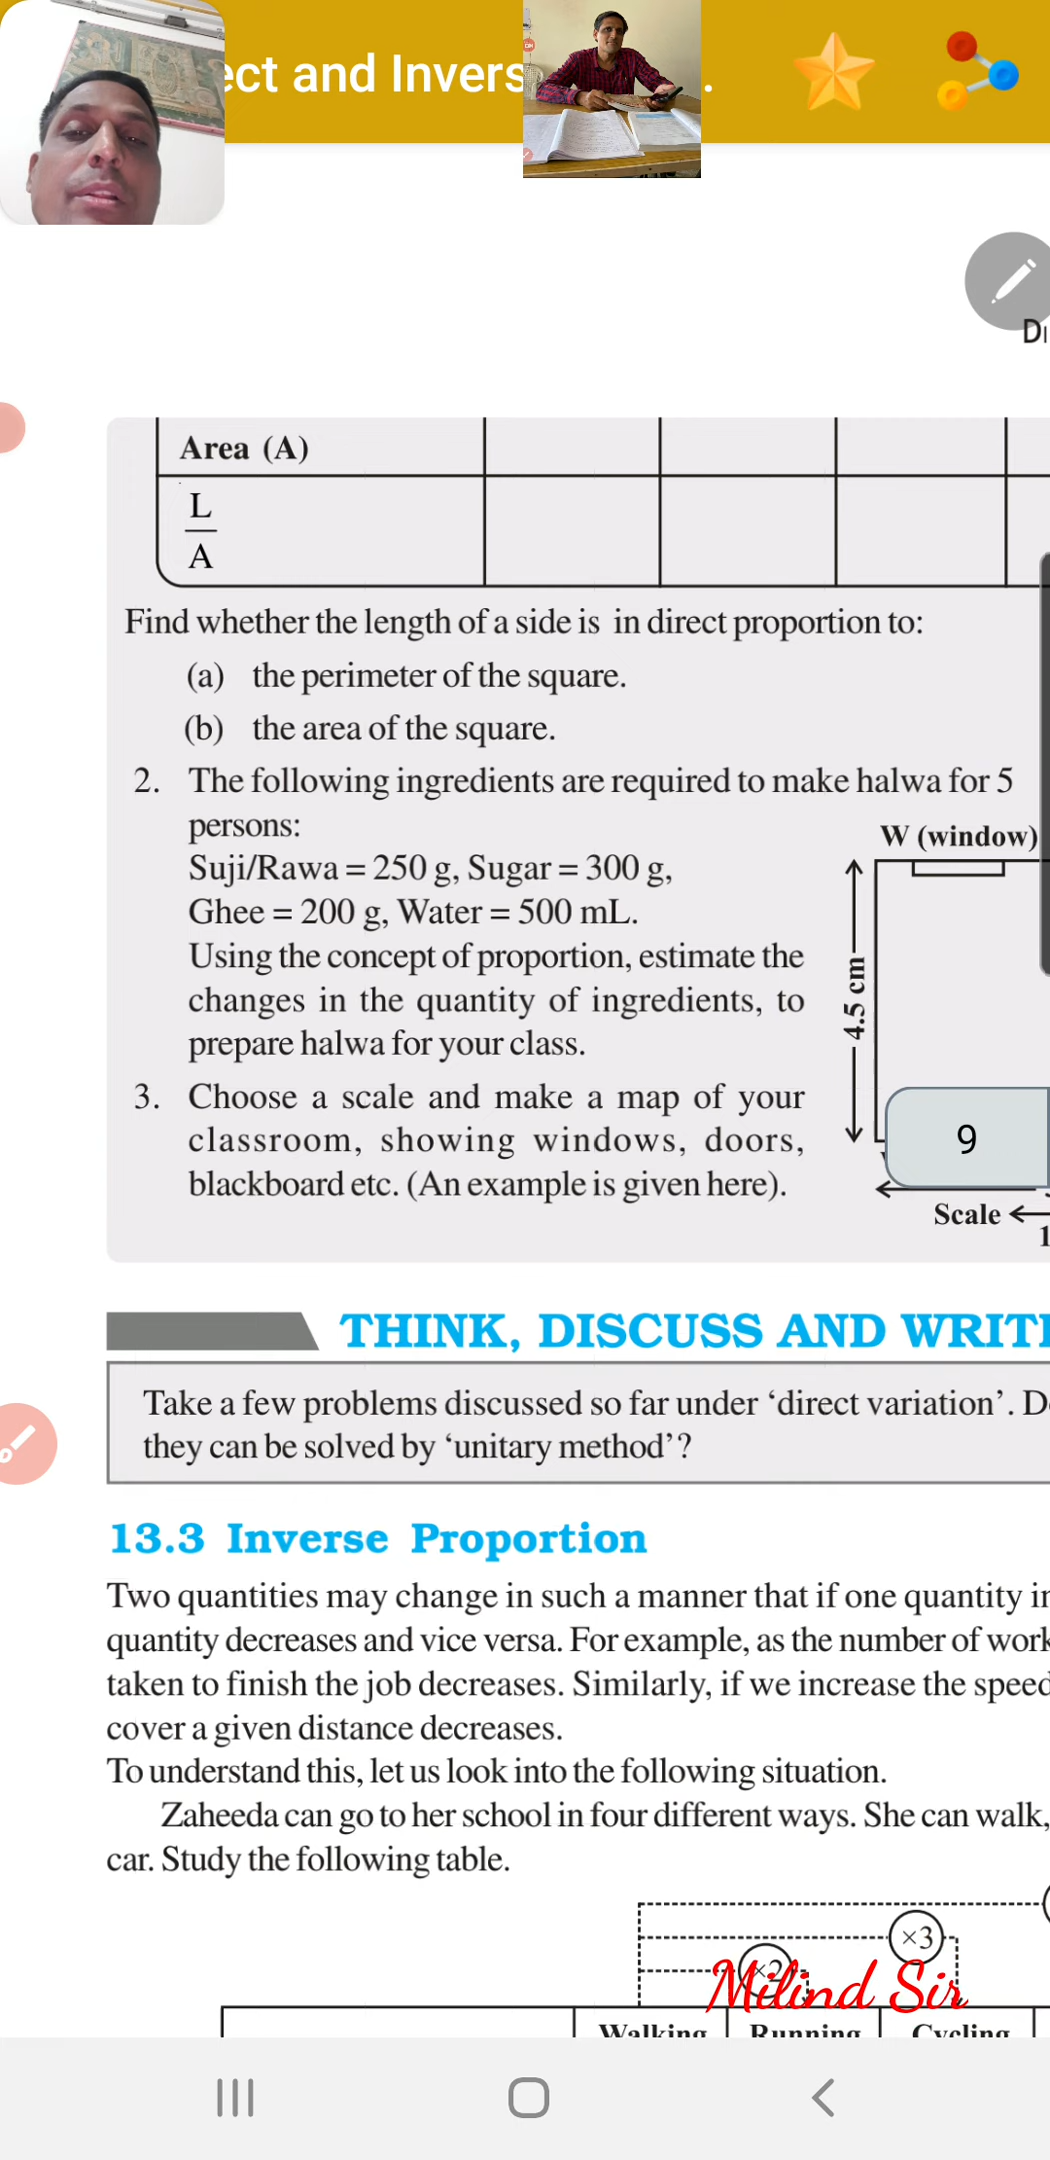 ect and Invers
.
Area (A)
L
A
Find whether the length of a side is in direct proportion to:
(a) the perimeter of the square.
(b) the area of the square.
2. The following ingredients are required to make halwa for 5
persons:
W (window)
Suji/Rawa = 250 g, Sugar = 300 g,
Ghee = 200 g, Water = 500 mL.
Using the concept of proportion, estimate the
changes in the quantity of ingredients, to
prepare halwa for your class.
4.5 cm
3. Choose a scale and make a map of your
classroom, showing windows, doors,
blackboard etc. (An example is given here).
9
Scale
1
THINK, DISCUSS AND WRIT
Take a few problems discussed so far under ‘direct variation’. D
they can be solved by ‘unitary method’?
13.3 Inverse Proportion
Two quantities may change in such a manner that if one quantity in
quantity decreases and vice versa. For example, as the number of work
taken to finish the job decreases. Similarly, if we increase the speed
cover a given distance decreases.
To understand this, let us look into the following situation.
Zaheeda can go to her school in four different ways. She can walk,
car. Study the following table.
×3
×2
Milind Sir
Walking Running Cycling